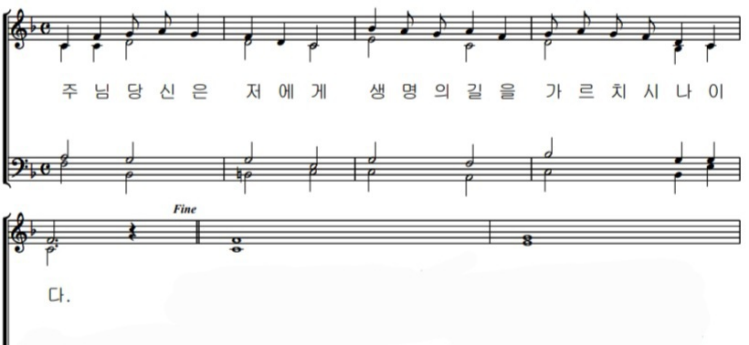 주 님 당 신 은 저 에 게 생 명 의 길 을 가 르 치 시 나 이
Fine
다.